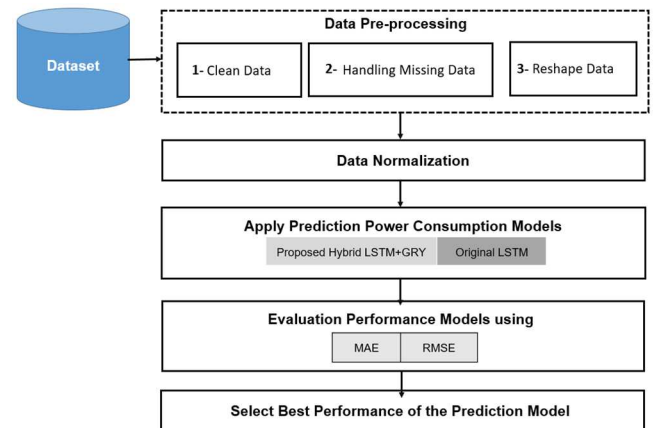 Data Pre-processing
Dataset
1- Clean Data
2- Handling Missing Data
3- Reshape Data
Data Normalization
Apply Prediction Power Consumption Models
Proposed Hybrid LSTM+GRY
Original LSTM
Evaluation Performance Models using
MAE
RMSE
Select Best Performance of the Prediction Model